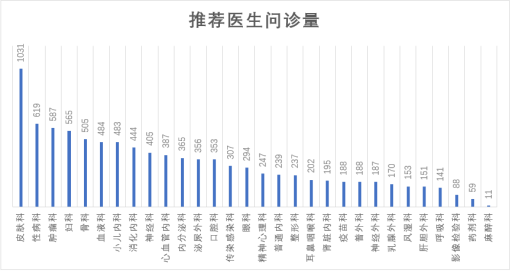 推荐医生问诊量
1031
619
587
565
505
484
483
444
405
387
365
356
353
307
294
247
239
237
202
195
188
188
187
170
153
151
141
88
59
11
皮肤科
性病科
肿瘤科
妇科
骨科
血液科
小儿内科
消化内科
神经科
心血管内科
内分泌科
泌尿外科
口腔科
传染感染科
眼科
精神心理科
普通内科
整形科
耳鼻咽喉科
肾脏内科
疫苗科
普外科
神经外科
乳腺外科
风湿科
肝胆外科
呼吸科
影像检验科
药剂科
麻醉科